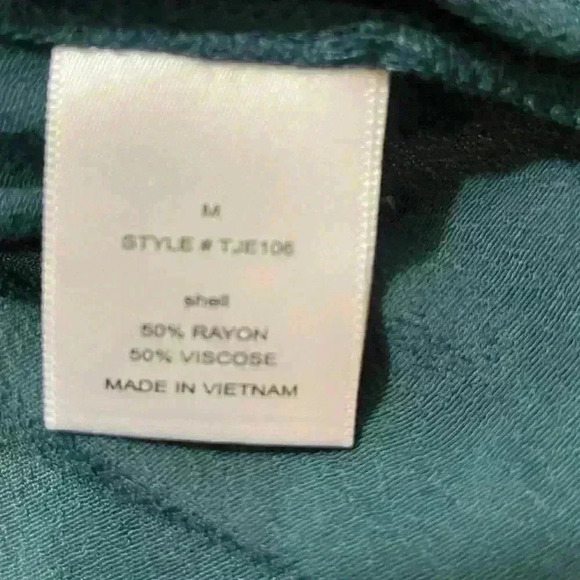 M
STYLE # TJE106
shell
50% RAYON
50% VISCOSE
MADE IN VIETNAM